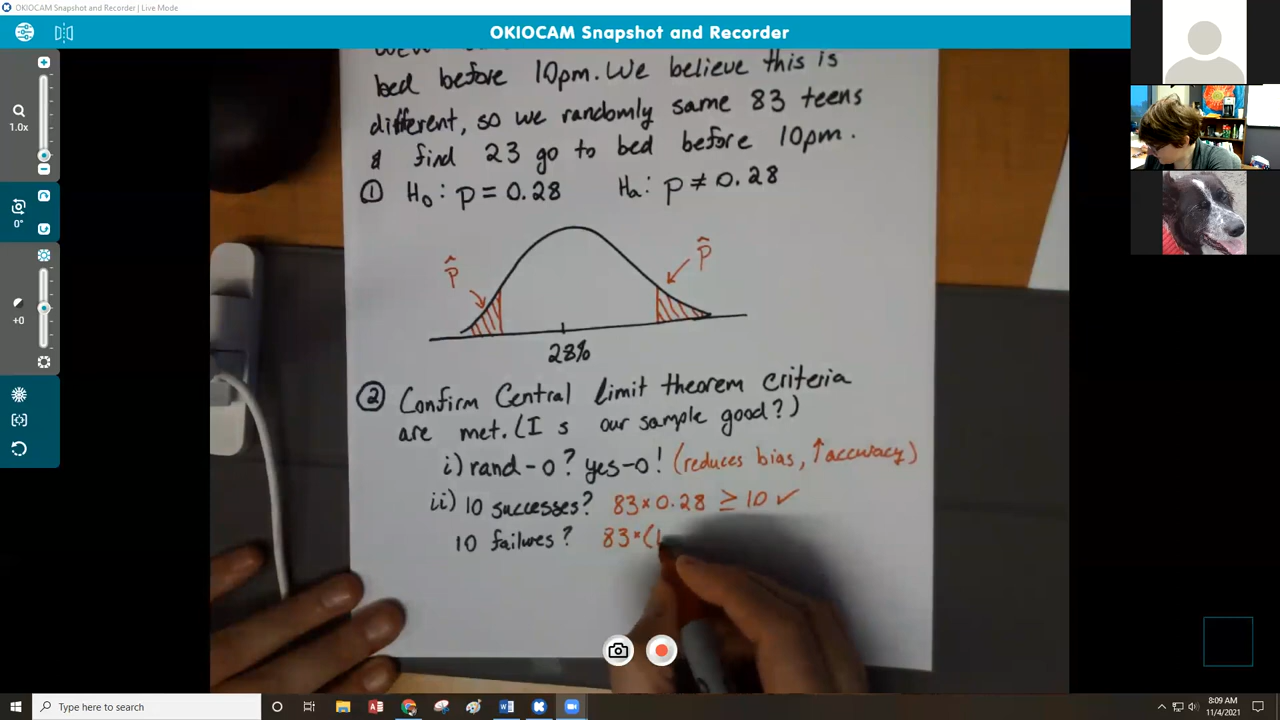 OKIOCAM Snapshot and Recorder | Live Mode
OKIOCAM Snapshot and Recorder
1.0x
0°
+0
bed before 10pm. We believe this is
different, so we randomly same 83 teens
& find 23 go to bed before 10pm.
① H₀ : p = 0.28 Hₐ : p ≠ 0.28
p̂ p̂
28%
② Confirm Central limit theorem criteria
are met. (I s our sample good?)
i) rand-o? yes-o! (reduces bias, ↑ accuracy)
ii) 10 successes? 83×0.28 ≥ 10 ✓
10 failures? 83×(1
Type here to search
8:09 AM
11/4/2021